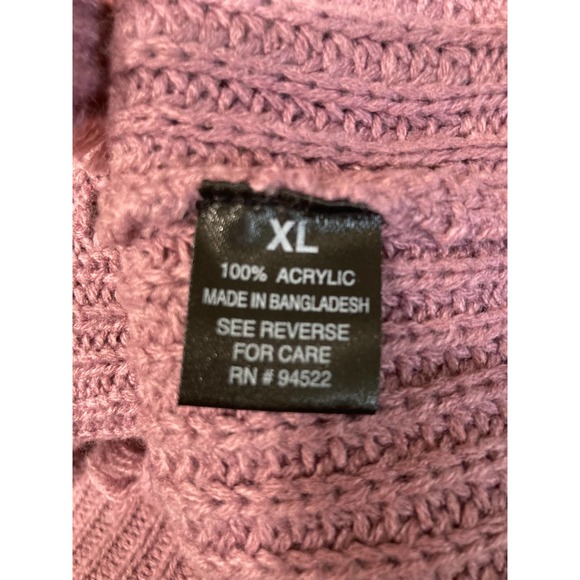 XL
100% ACRYLIC
MADE IN BANGLADESH
SEE REVERSE
FOR CARE
RN # 94522